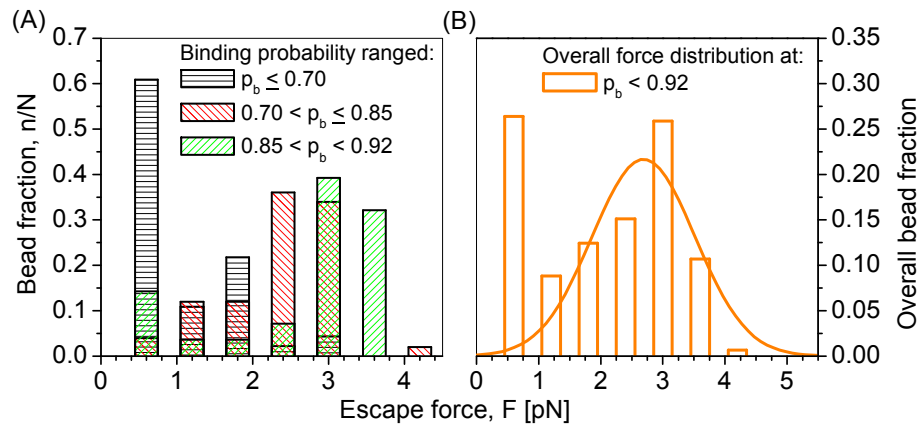 (A)
Binding probability ranged:
p_b ≤ 0.70
0.70 < p_b ≤ 0.85
0.85 < p_b < 0.92
Bead fraction, n/N
0.7
0.6
0.5
0.4
0.3
0.2
0.1
0.0
0 1 2 3 4
(B)
Overall force distribution at:
p_b < 0.92
0.35
0.30
0.25
0.20
0.15
0.10
0.05
0.00
Overall bead fraction
0 1 2 3 4 5
Escape force, F [pN]